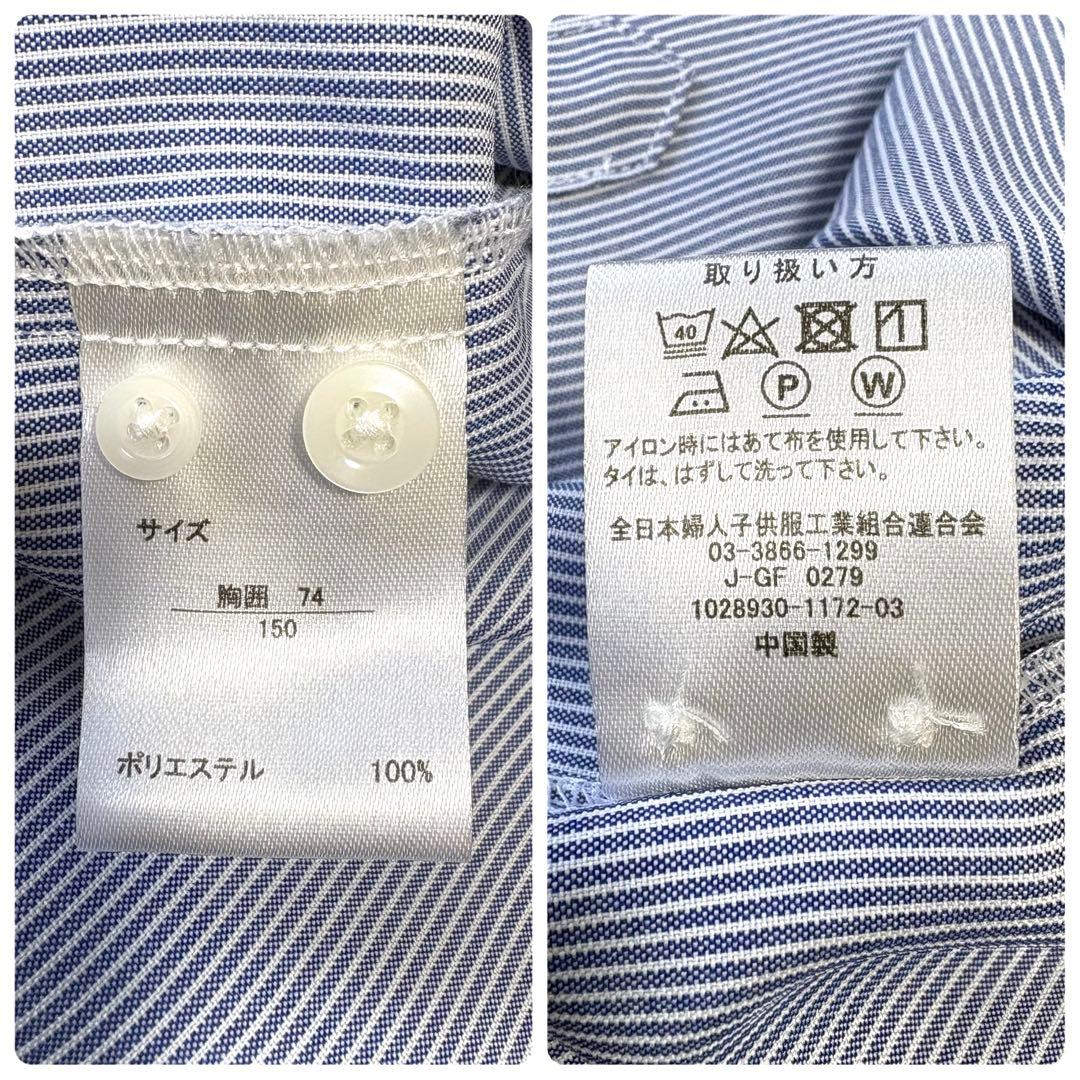 サイズ
胸囲 74
150
ポリエステル 100%
取り扱い方
40
P W
アイロン時にはあて布を使用して下さい。
タイは、はずして洗って下さい。
全日本婦人子供服工業組合連合会
03-3866-1299
J-GF 0279
1028930-1172-03
中国製